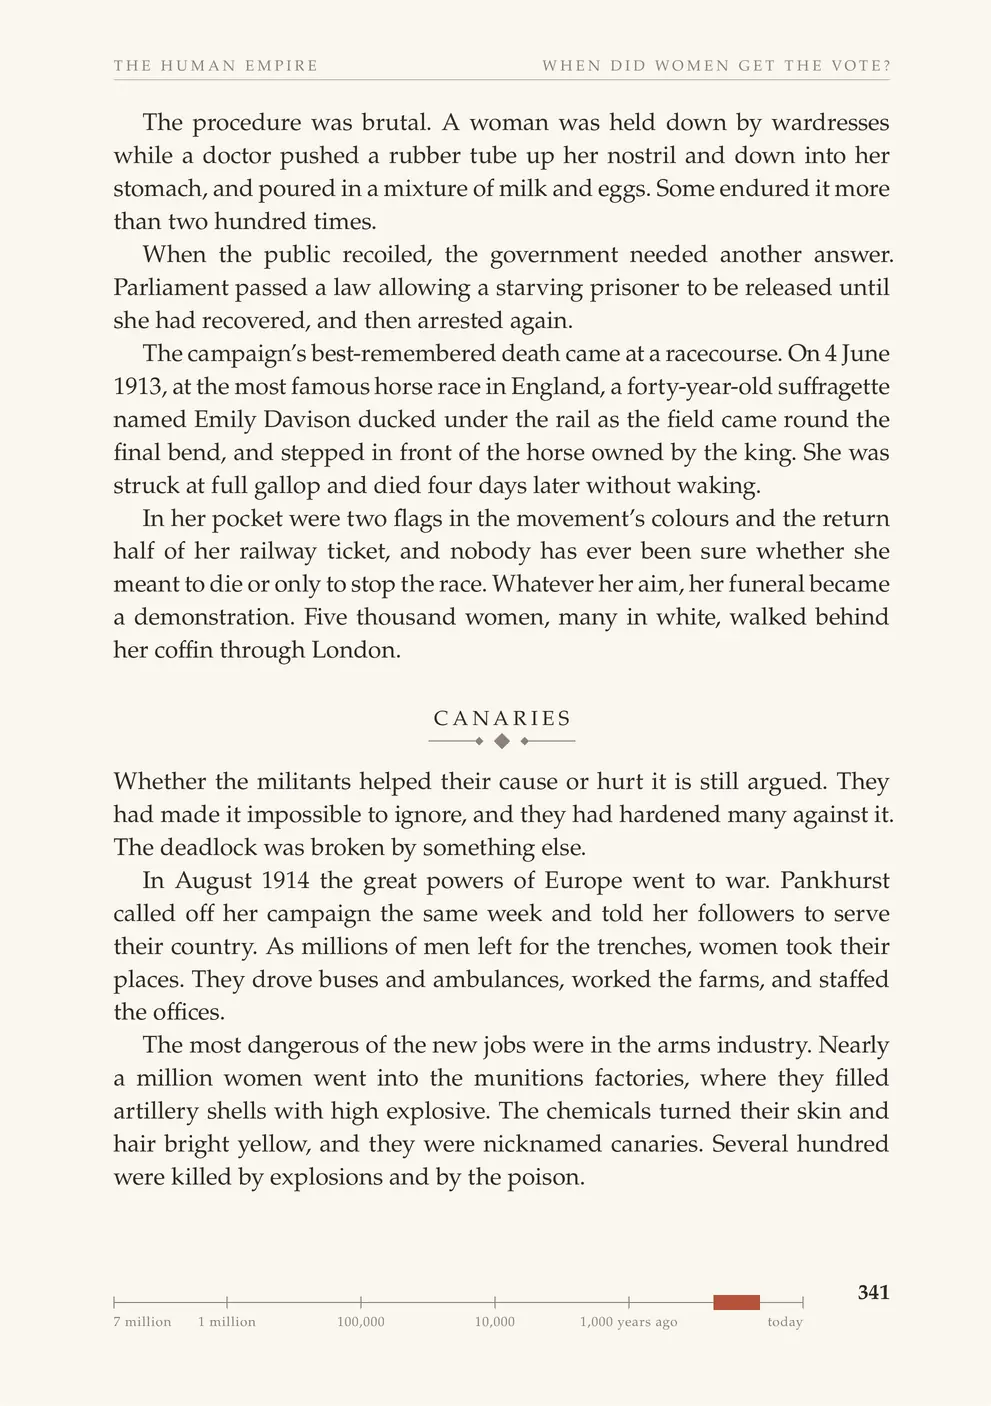 THE HUMAN EMPIRE
WHEN DID WOMEN GET THE VOTE?
The procedure was brutal. A woman was held down by wardresses
while a doctor pushed a rubber tube up her nostril and down into her
stomach, and poured in a mixture of milk and eggs. Some endured it more
than two hundred times.
When the public recoiled, the government needed another answer.
Parliament passed a law allowing a starving prisoner to be released until
she had recovered, and then arrested again.
The campaign’s best-remembered death came at a racecourse. On 4 June
1913, at the most famous horse race in England, a forty-year-old suffragette
named Emily Davison ducked under the rail as the field came round the
final bend, and stepped in front of the horse owned by the king. She was
struck at full gallop and died four days later without waking.
In her pocket were two flags in the movement’s colours and the return
half of her railway ticket, and nobody has ever been sure whether she
meant to die or only to stop the race. Whatever her aim, her funeral became
a demonstration. Five thousand women, many in white, walked behind
her coffin through London.
CANARIES
Whether the militants helped their cause or hurt it is still argued. They
had made it impossible to ignore, and they had hardened many against it.
The deadlock was broken by something else.
In August 1914 the great powers of Europe went to war. Pankhurst
called off her campaign the same week and told her followers to serve
their country. As millions of men left for the trenches, women took their
places. They drove buses and ambulances, worked the farms, and staffed
the offices.
The most dangerous of the new jobs were in the arms industry. Nearly
a million women went into the munitions factories, where they filled
artillery shells with high explosive. The chemicals turned their skin and
hair bright yellow, and they were nicknamed canaries. Several hundred
were killed by explosions and by the poison.
341
7 million 1 million 100,000 10,000 1,000 years ago today